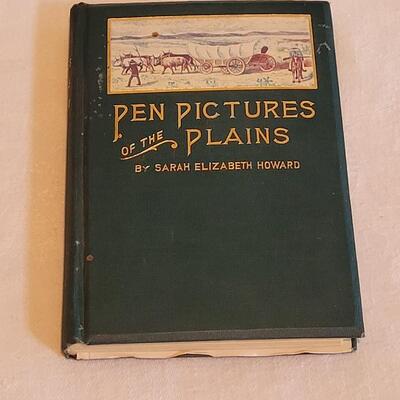 PEN PICTURES
OF THE PLAINS
BY SARAH ELIZABETH HOWARD